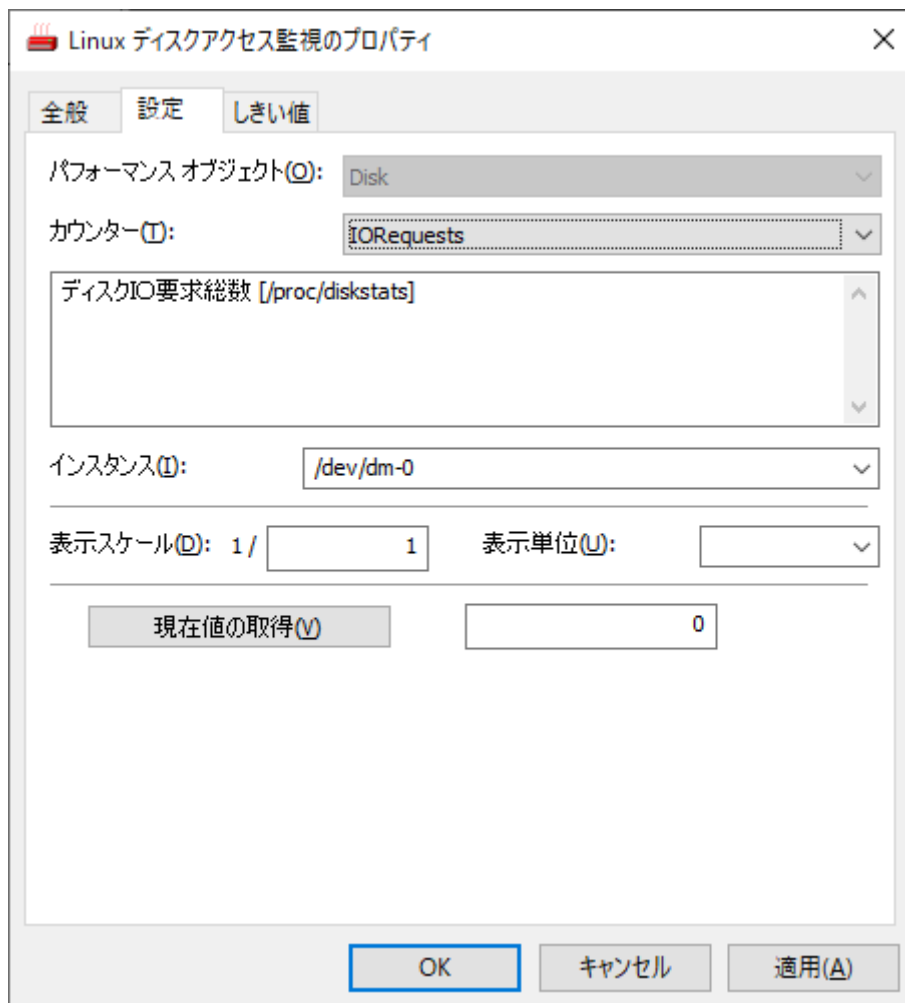 Linux ディスクアクセス監視のプロパティ
全般 設定 しきい値
パフォーマンス オブジェクト(O): Disk
カウンター(T): IORequests
ディスクIO要求総数 [/proc/diskstats]
インスタンス(I): /dev/dm-0
表示スケール(D): 1 / 1 表示単位(U):
現在値の取得(V) 0
OK キャンセル 適用(A)